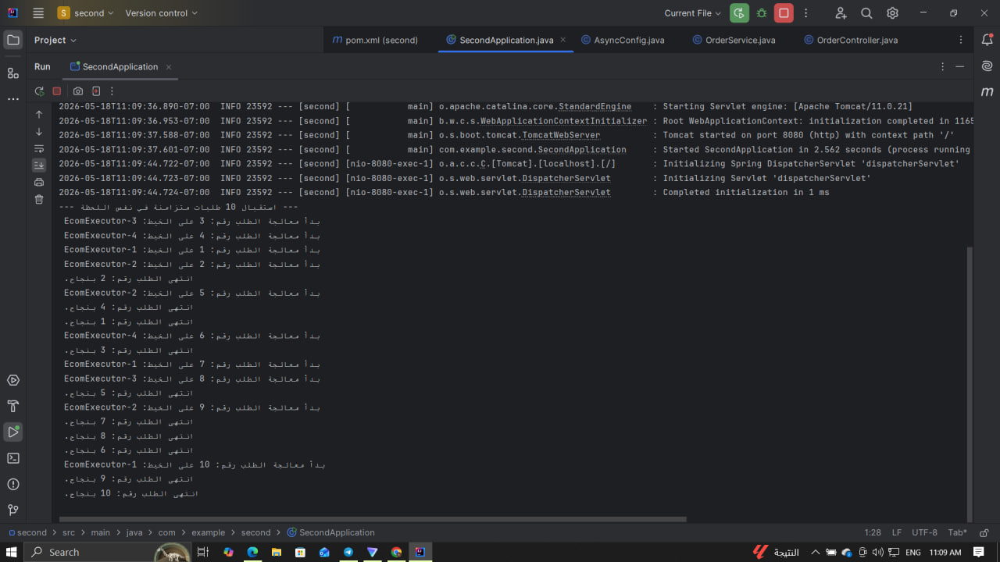 second
Version control
Current File
Project
pom.xml (second)
SecondApplication.java
AsyncConfig.java
OrderService.java
OrderController.java
Run
SecondApplication
2026-05-18T11:09:36.890-07:00  INFO 23592 --- [second] [           main] o.apache.catalina.core.StandardEngine    : Starting Servlet engine: [Apache Tomcat/11.0.21]
2026-05-18T11:09:36.953-07:00  INFO 23592 --- [second] [           main] b.w.c.s.WebApplicationContextInitializer : Root WebApplicationContext: initialization completed in 1165
2026-05-18T11:09:37.588-07:00  INFO 23592 --- [second] [           main] o.s.boot.tomcat.TomcatWebServer          : Tomcat started on port 8080 (http) with context path '/'
2026-05-18T11:09:37.601-07:00  INFO 23592 --- [second] [           main] com.example.second.SecondApplication     : Started SecondApplication in 2.562 seconds (process running
2026-05-18T11:09:44.722-07:00  INFO 23592 --- [second] [nio-8080-exec-1] o.a.c.c.C.[Tomcat].[localhost].[/]       : Initializing Spring DispatcherServlet 'dispatcherServlet'
2026-05-18T11:09:44.723-07:00  INFO 23592 --- [second] [nio-8080-exec-1] o.s.web.servlet.DispatcherServlet        : Initializing Servlet 'dispatcherServlet'
2026-05-18T11:09:44.724-07:00  INFO 23592 --- [second] [nio-8080-exec-1] o.s.web.servlet.DispatcherServlet        : Completed initialization in 1 ms
--- استقبال 10 طلبات متزامنة في نفس اللحظة ---
بدأ معالجة الطلب رقم: 3 على الخيط: EcomExecutor-3
بدأ معالجة الطلب رقم: 4 على الخيط: EcomExecutor-4
بدأ معالجة الطلب رقم: 1 على الخيط: EcomExecutor-1
بدأ معالجة الطلب رقم: 2 على الخيط: EcomExecutor-2
انتهى الطلب رقم: 2 بنجاح.
بدأ معالجة الطلب رقم: 5 على الخيط: EcomExecutor-2
انتهى الطلب رقم: 4 بنجاح.
انتهى الطلب رقم: 1 بنجاح.
بدأ معالجة الطلب رقم: 6 على الخيط: EcomExecutor-4
انتهى الطلب رقم: 3 بنجاح.
بدأ معالجة الطلب رقم: 7 على الخيط: EcomExecutor-1
بدأ معالجة الطلب رقم: 8 على الخيط: EcomExecutor-3
انتهى الطلب رقم: 5 بنجاح.
بدأ معالجة الطلب رقم: 9 على الخيط: EcomExecutor-2
انتهى الطلب رقم: 7 بنجاح.
انتهى الطلب رقم: 8 بنجاح.
انتهى الطلب رقم: 6 بنجاح.
بدأ معالجة الطلب رقم: 10 على الخيط: EcomExecutor-1
انتهى الطلب رقم: 9 بنجاح.
انتهى الطلب رقم: 10 بنجاح.
second > src > main > java > com > example > second > SecondApplication
1:28 LF UTF-8 Tab*
Search
النتيجة
ENG 11:09 AM